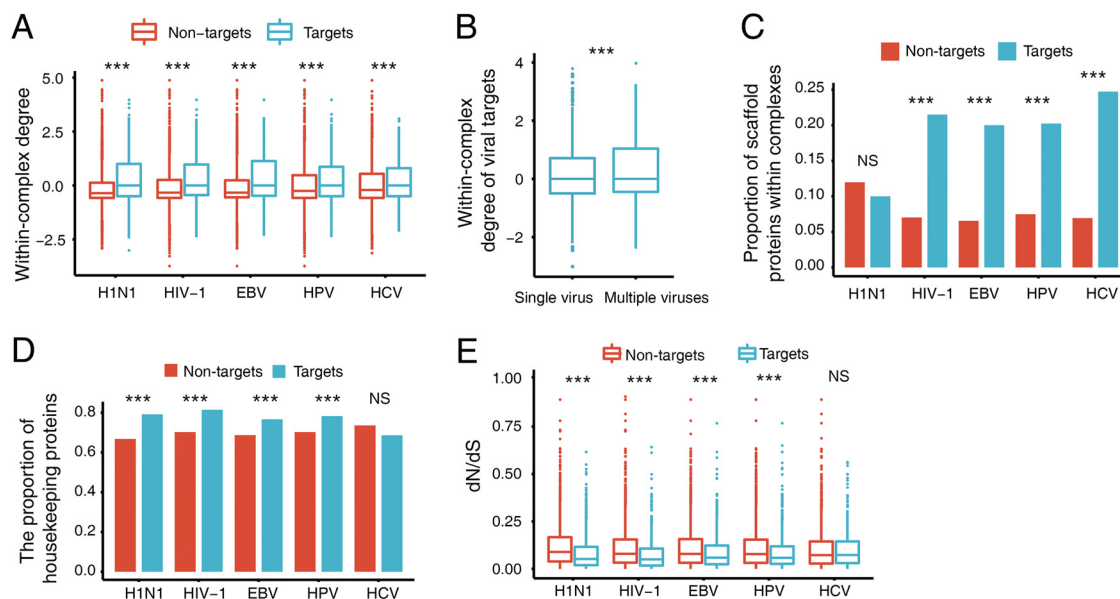 A
Non−targets
Targets
Within-complex degree
*** *** *** *** ***
5.0
2.5
0.0
−2.5
H1N1 HIV−1 EBV HPV HCV
B
Within-complex
degree of viral targets
***
4
2
0
−2
Single virus Multiple viruses
C
Non-targets
Targets
Proportion of scaffold
proteins within complexes
NS *** *** *** ***
0.25
0.20
0.15
0.10
0.05
0.00
H1N1 HIV−1 EBV HPV HCV
D
Non-targets
Targets
The proportion of
housekeeping proteins
*** *** *** *** NS
0.8
0.6
0.4
0.2
0.0
H1N1 HIV−1 EBV HPV HCV
E
Non-targets
Targets
dN/dS
*** *** *** *** NS
1.00
0.75
0.50
0.25
0.00
H1N1 HIV−1 EBV HPV HCV